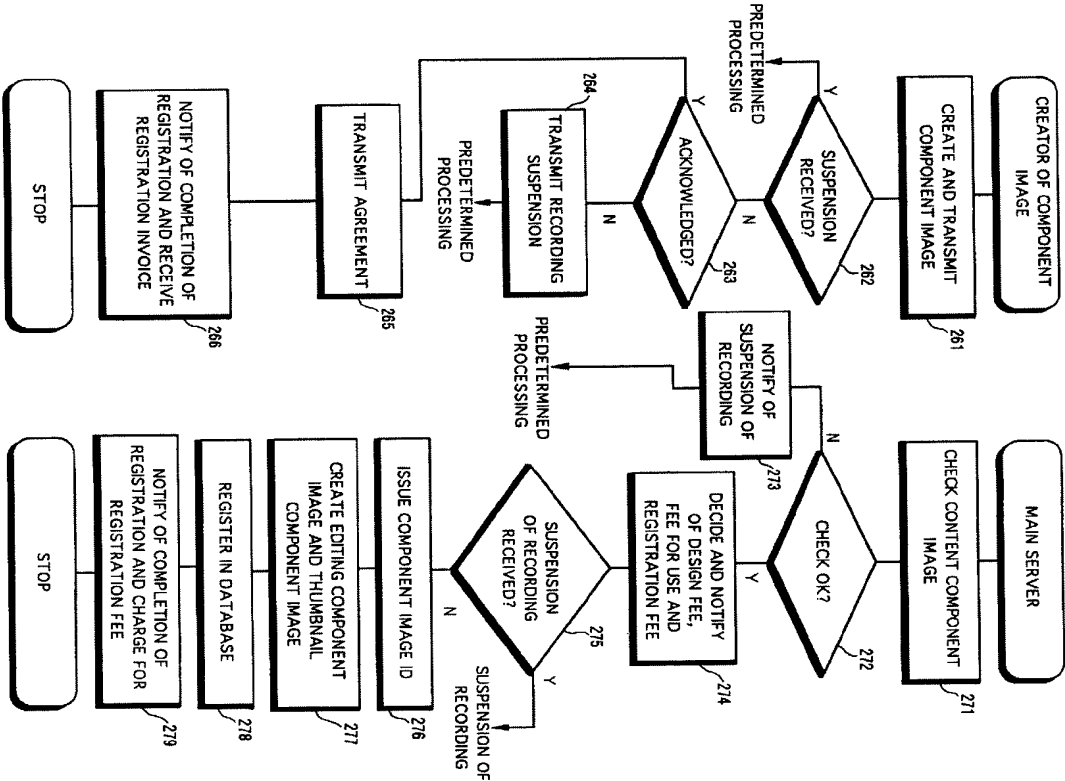 CREATOR OF COMPONENT
IMAGE
CREATE AND TRANSMIT
COMPONENT IMAGE
261
SUSPENSION
RECEIVED?
262
Y
N
PREDETERMINED
PROCESSING
ACKNOWLEDGED?
263
Y
N
264
TRANSMIT RECORDING
SUSPENSION
PREDETERMINED
PROCESSING
TRANSMIT AGREEMENT
265
NOTIFY OF COMPLETION OF
REGISTRATION AND RECEIVE
REGISTRATION INVOICE
266
STOP
MAIN SERVER
CHECK CONTENT COMPONENT
IMAGE
271
CHECK OK?
272
N
Y
NOTIFY OF
SUSPENSION OF
RECORDING
273
PREDETERMINED
PROCESSING
DECIDE AND NOTIFY
OF DESIGN FEE,
FEE FOR USE AND
REGISTRATION FEE
274
SUSPENSION
OF RECORDING
RECEIVED?
275
Y
N
SUSPENSION OF
RECORDING
ISSUE COMPONENT IMAGE ID
276
CREATE EDITING COMPONENT
IMAGE AND THUMBNAIL
COMPONENT IMAGE
277
REGISTER IN DATABASE
278
NOTIFY OF COMPLETION OF
REGISTRATION AND CHARGE FOR
REGISTRATION FEE
279
STOP